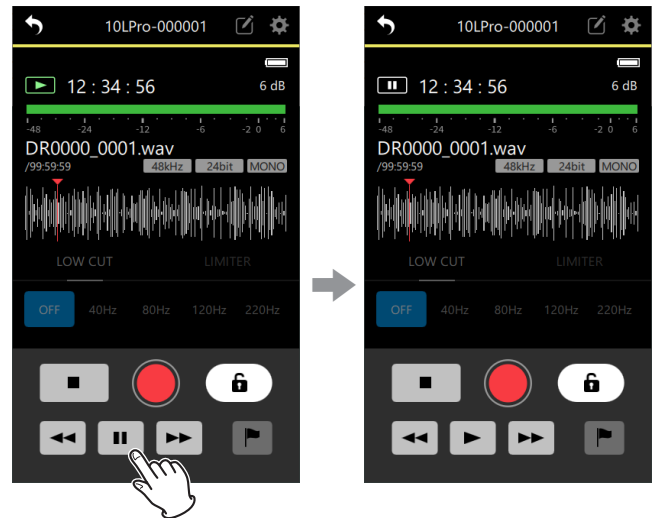 10LPro-000001
12 : 34 : 56
6 dB
-48 -24 -12 -6 -2 0 6
DR0000_0001.wav
/99:59:59 48kHz 24bit MONO
LOW CUT LIMITER
OFF 40Hz 80Hz 120Hz 220Hz
10LPro-000001
12 : 34 : 56
6 dB
-48 -24 -12 -6 -2 0 6
DR0000_0001.wav
/99:59:59 48kHz 24bit MONO
LOW CUT LIMITER
OFF 40Hz 80Hz 120Hz 220Hz